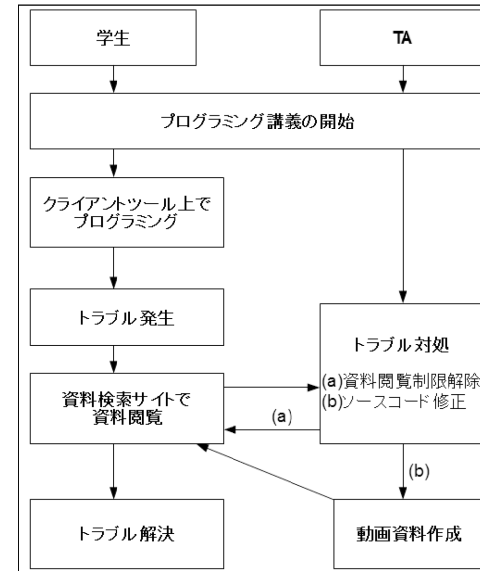 学生
TA
プログラミング講義の開始
クライアントツール上で
プログラミング
トラブル発生
トラブル対処
(a)資料閲覧制限解除
(b)ソースコード修正
資料検索サイトで
資料閲覧
(a)
(b)
トラブル解決
動画資料作成